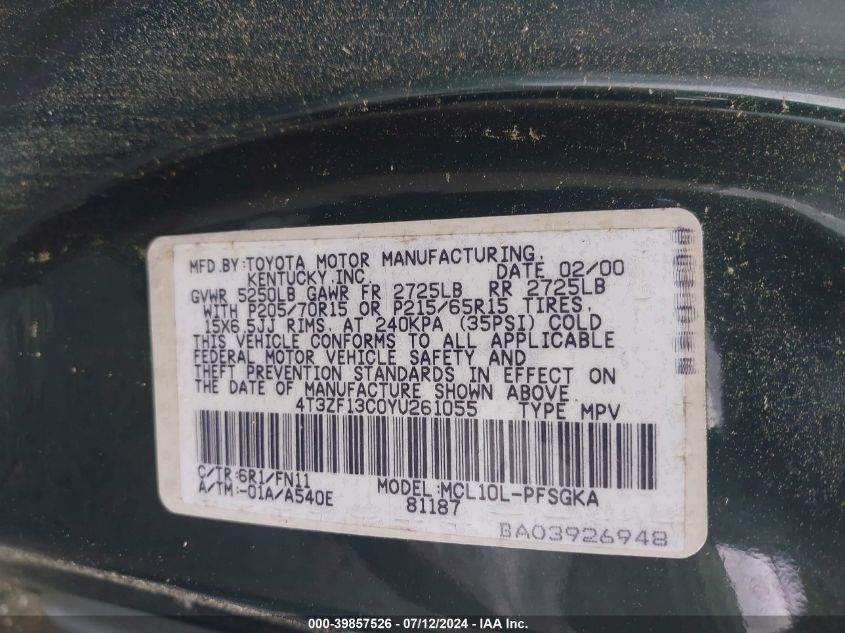 MFD.BY:TOYOTA MOTOR MANUFACTURING,
KENTUCKY,INC. DATE 02/00
GVWR 5250LB GAWR FR 2725LB RR 2725LB
WITH P205/70R15 OR P215/65R15 TIRES,
15X6.5JJ RIMS, AT 240KPA (35PSI) COLD
THIS VEHICLE CONFORMS TO ALL APPLICABLE
FEDERAL MOTOR VEHICLE SAFETY AND
THEFT PREVENTION STANDARDS IN EFFECT ON
THE DATE OF MANUFACTURE SHOWN ABOVE.
4T3ZF13C0YU261055 TYPE MPV
C/TR:6R1/FN11 MODEL:MCL10L-PFSGKA
A/TM:-01A/A540E 81187
BA03926948
000-39857526 / 07/12/2024 - IAA Inc.